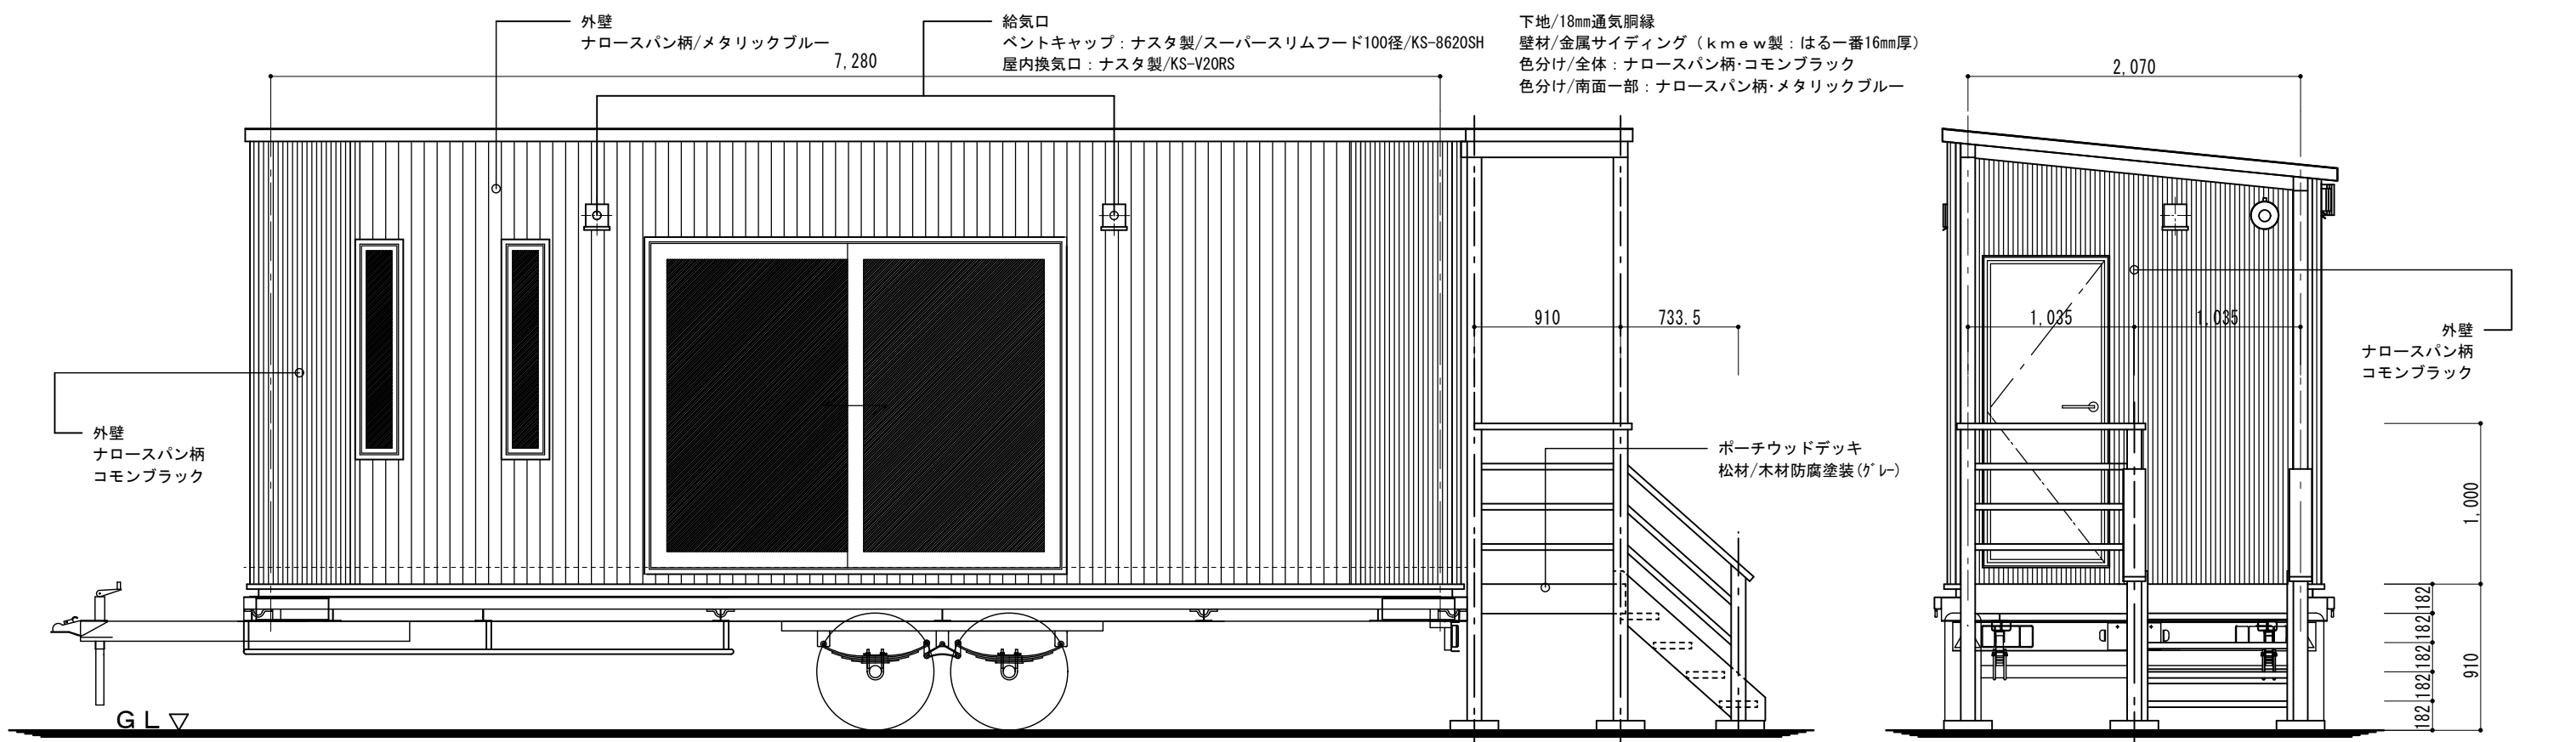 外壁
ナロースパン柄/メタリックブルー
給気口
ベントキャップ：ナスタ製/スーパースリムフード100径/KS-8620SH
屋内換気口：ナスタ製/KS-V20RS
下地/18mm通気胴縁
壁材/金属サイディング（ｋｍｅｗ製：はる一番16mm厚）
色分け/全体：ナロースパン柄・コモンブラック
色分け/南面一部：ナロースパン柄・メタリックブルー
7,280
2,070
910
733.5
1,035
1,035
外壁
ナロースパン柄
コモンブラック
外壁
ナロースパン柄
コモンブラック
ポーチウッドデッキ
松材/木材防腐塗装(ｸﾞﾚｰ)
1,000
182
182
182
182
182
910
ＧＬ▽